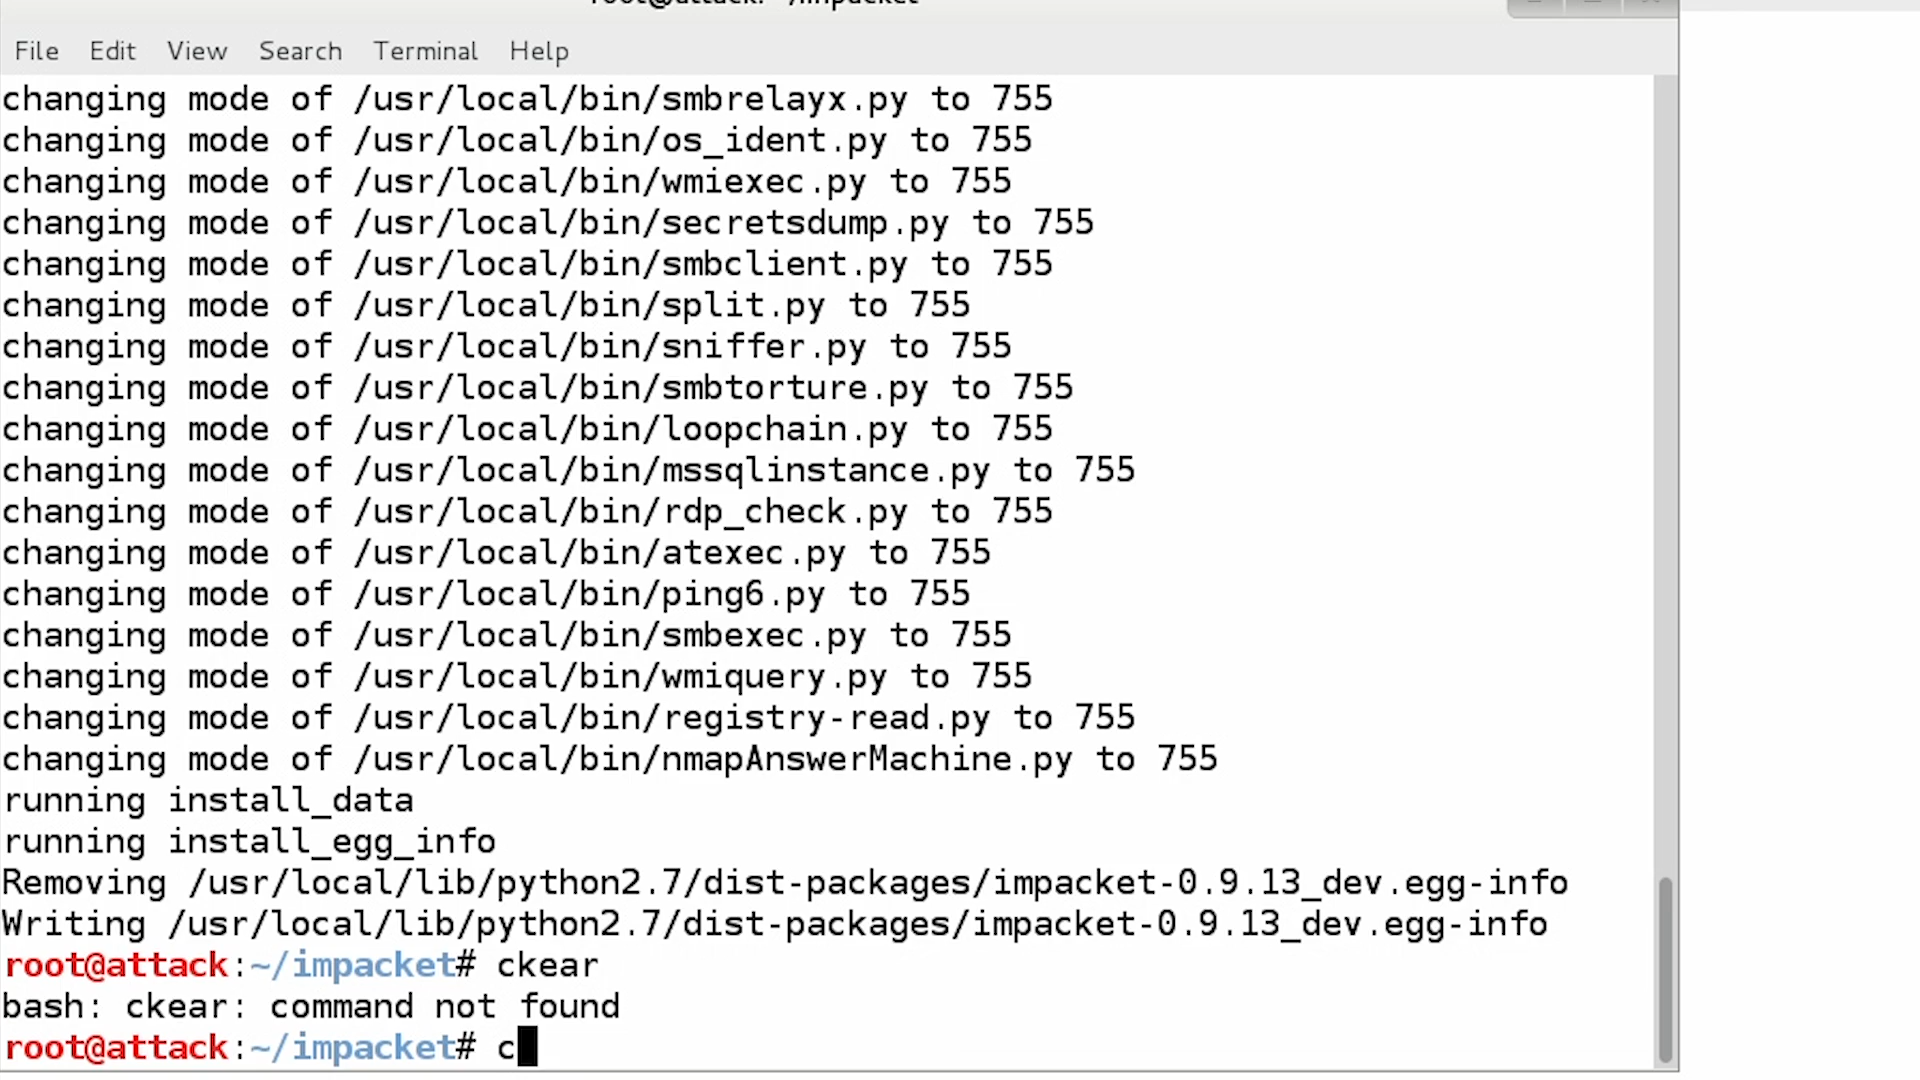 root@attack: ~/impacket
File Edit View Search Terminal Help
changing mode of /usr/local/bin/smbrelayx.py to 755
changing mode of /usr/local/bin/os_ident.py to 755
changing mode of /usr/local/bin/wmiexec.py to 755
changing mode of /usr/local/bin/secretsdump.py to 755
changing mode of /usr/local/bin/smbclient.py to 755
changing mode of /usr/local/bin/split.py to 755
changing mode of /usr/local/bin/sniffer.py to 755
changing mode of /usr/local/bin/smbtorture.py to 755
changing mode of /usr/local/bin/loopchain.py to 755
changing mode of /usr/local/bin/mssqlinstance.py to 755
changing mode of /usr/local/bin/rdp_check.py to 755
changing mode of /usr/local/bin/atexec.py to 755
changing mode of /usr/local/bin/ping6.py to 755
changing mode of /usr/local/bin/smbexec.py to 755
changing mode of /usr/local/bin/wmiquery.py to 755
changing mode of /usr/local/bin/registry-read.py to 755
changing mode of /usr/local/bin/nmapAnswerMachine.py to 755
running install_data
running install_egg_info
Removing /usr/local/lib/python2.7/dist-packages/impacket-0.9.13_dev.egg-info
Writing /usr/local/lib/python2.7/dist-packages/impacket-0.9.13_dev.egg-info
root@attack:~/impacket# ckear
bash: ckear: command not found
root@attack:~/impacket# c